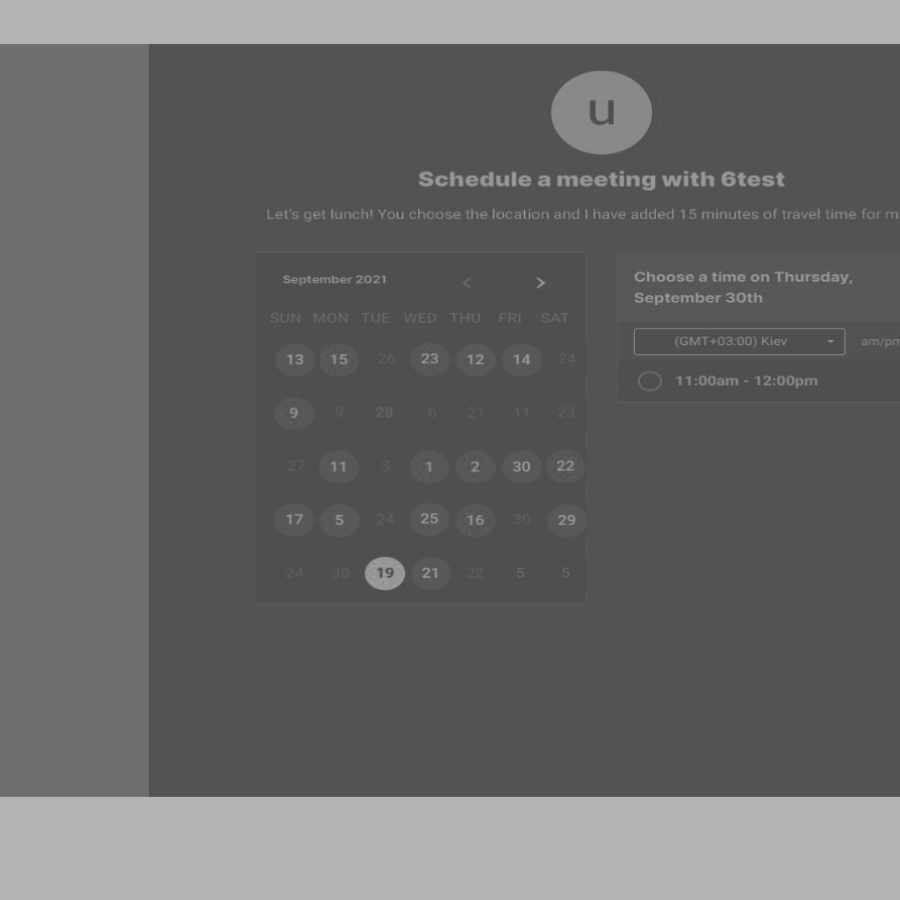 u
Schedule a meeting with 6test
Let's get lunch! You choose the location and I have added 15 minutes of travel time for m
September 2021 < >
SUN MON TUE WED THU FRI SAT
13 15 26 23 12 14 24
9 9 28 6 21 11 23
27 11 3 1 2 30 22
17 5 24 25 16 30 29
24 30 19 21 22 5 5
Choose a time on Thursday,
September 30th
(GMT+03:00) Kiev am/pm
11:00am - 12:00pm